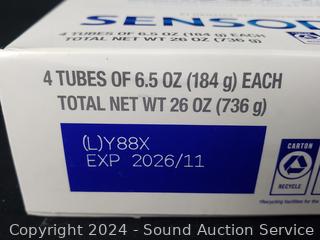 SENSOD
4 TUBES OF 6.5 OZ (184 g) EACH
TOTAL NET WT 26 OZ (736 g)
4 TUBES OF 6.5 OZ (184 g) EACH
TOTAL NET WT 26 OZ (736 g)
(L)Y88X
EXP 2026/11
CARTON
RECYCLE
Copyright 2024 - Sound Auction Service